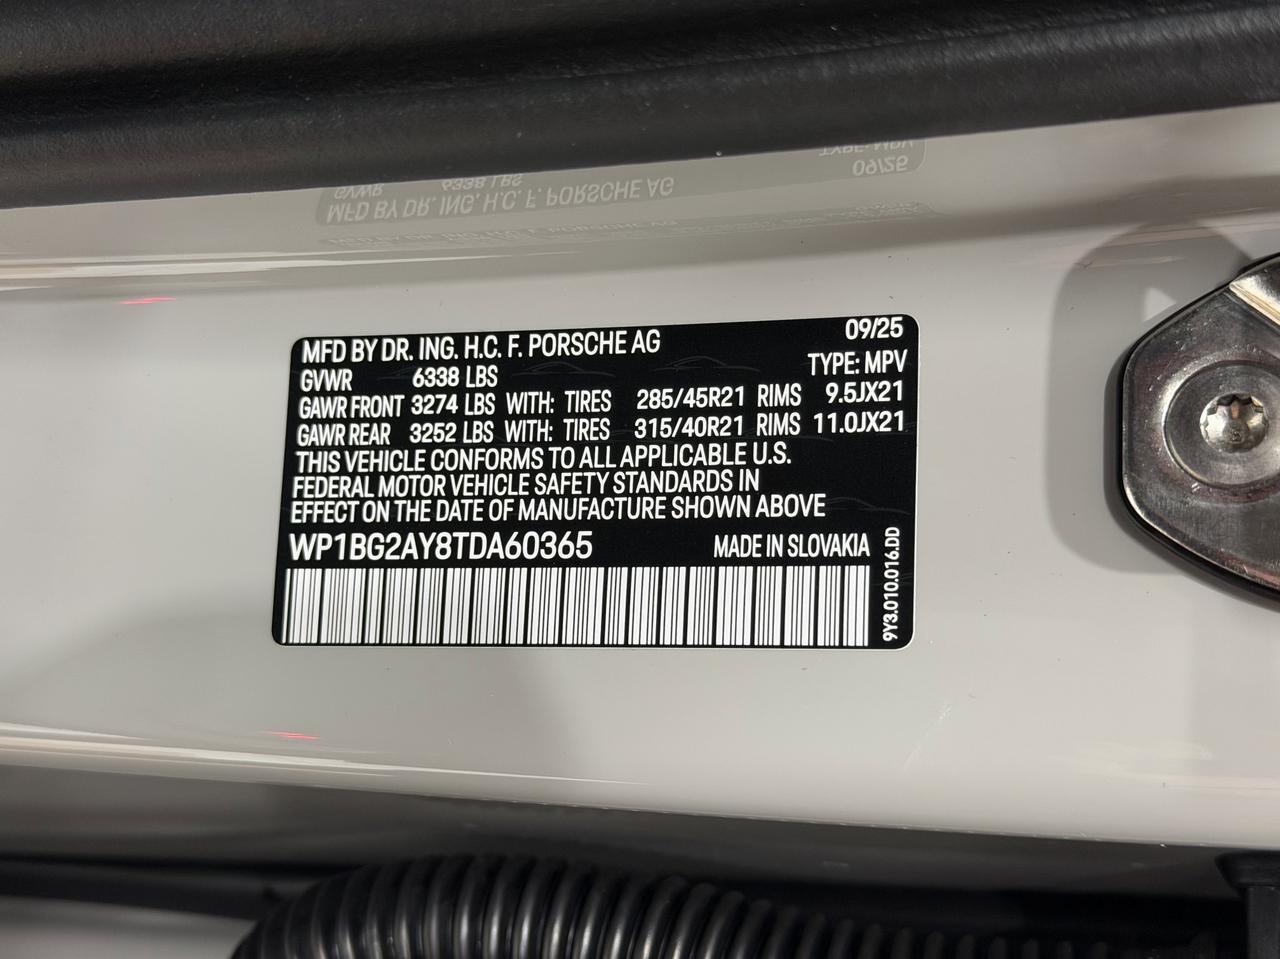 MFD BY DR. ING. H.C. F. PORSCHE AG 09/25
GVWR 6338 LBS TYPE: MPV
GAWR FRONT 3274 LBS WITH: TIRES 285/45R21 RIMS 9.5JX21
GAWR REAR 3252 LBS WITH: TIRES 315/40R21 RIMS 11.0JX21
THIS VEHICLE CONFORMS TO ALL APPLICABLE U.S.
FEDERAL MOTOR VEHICLE SAFETY STANDARDS IN
EFFECT ON THE DATE OF MANUFACTURE SHOWN ABOVE
WP1BG2AY8TDA60365 MADE IN SLOVAKIA
9Y3.010.016.DD